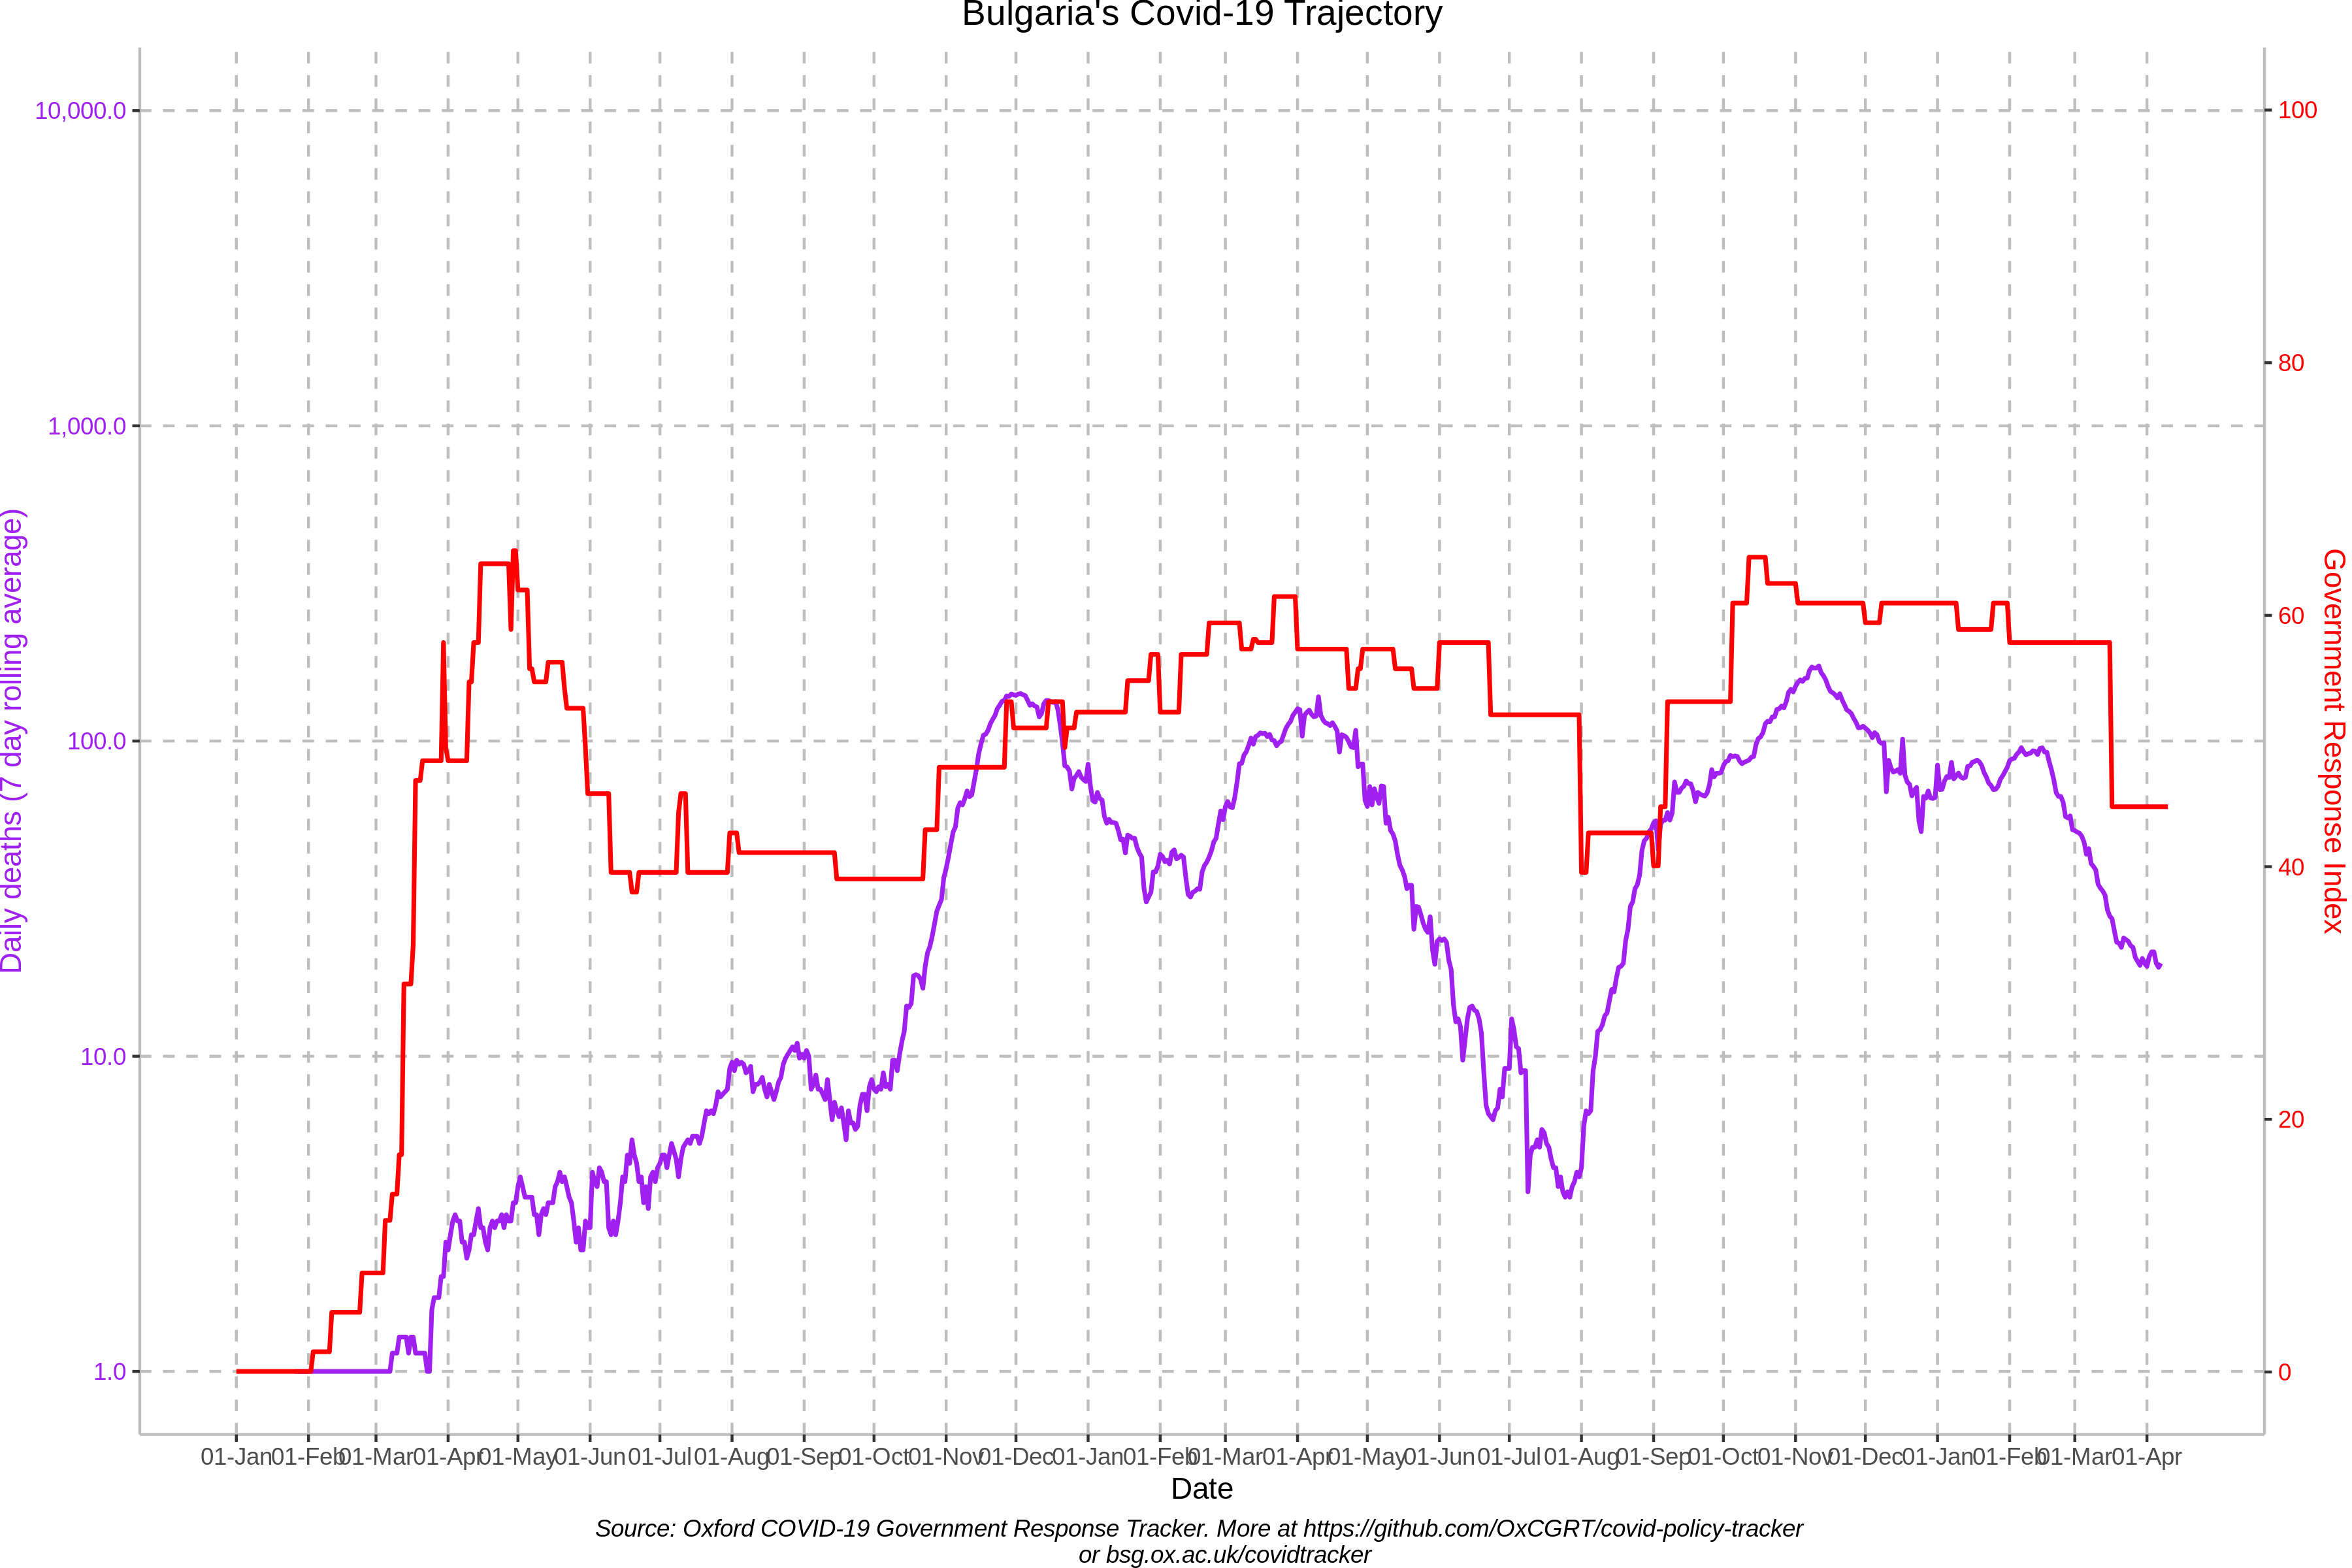 Bulgaria's Covid-19 Trajectory
10,000.0
1,000.0
100.0
10.0
1.0
Daily deaths (7 day rolling average)
100
80
60
40
20
0
Government Response Index
01-Jan 01-Feb 01-Mar 01-Apr 01-May 01-Jun 01-Jul 01-Aug 01-Sep 01-Oct 01-Nov 01-Dec 01-Jan 01-Feb 01-Mar 01-Apr 01-May 01-Jun 01-Jul 01-Aug 01-Sep 01-Oct 01-Nov 01-Dec 01-Jan 01-Feb 01-Mar 01-Apr
Date
Source: Oxford COVID-19 Government Response Tracker. More at https://github.com/OxCGRT/covid-policy-tracker
or bsg.ox.ac.uk/covidtracker